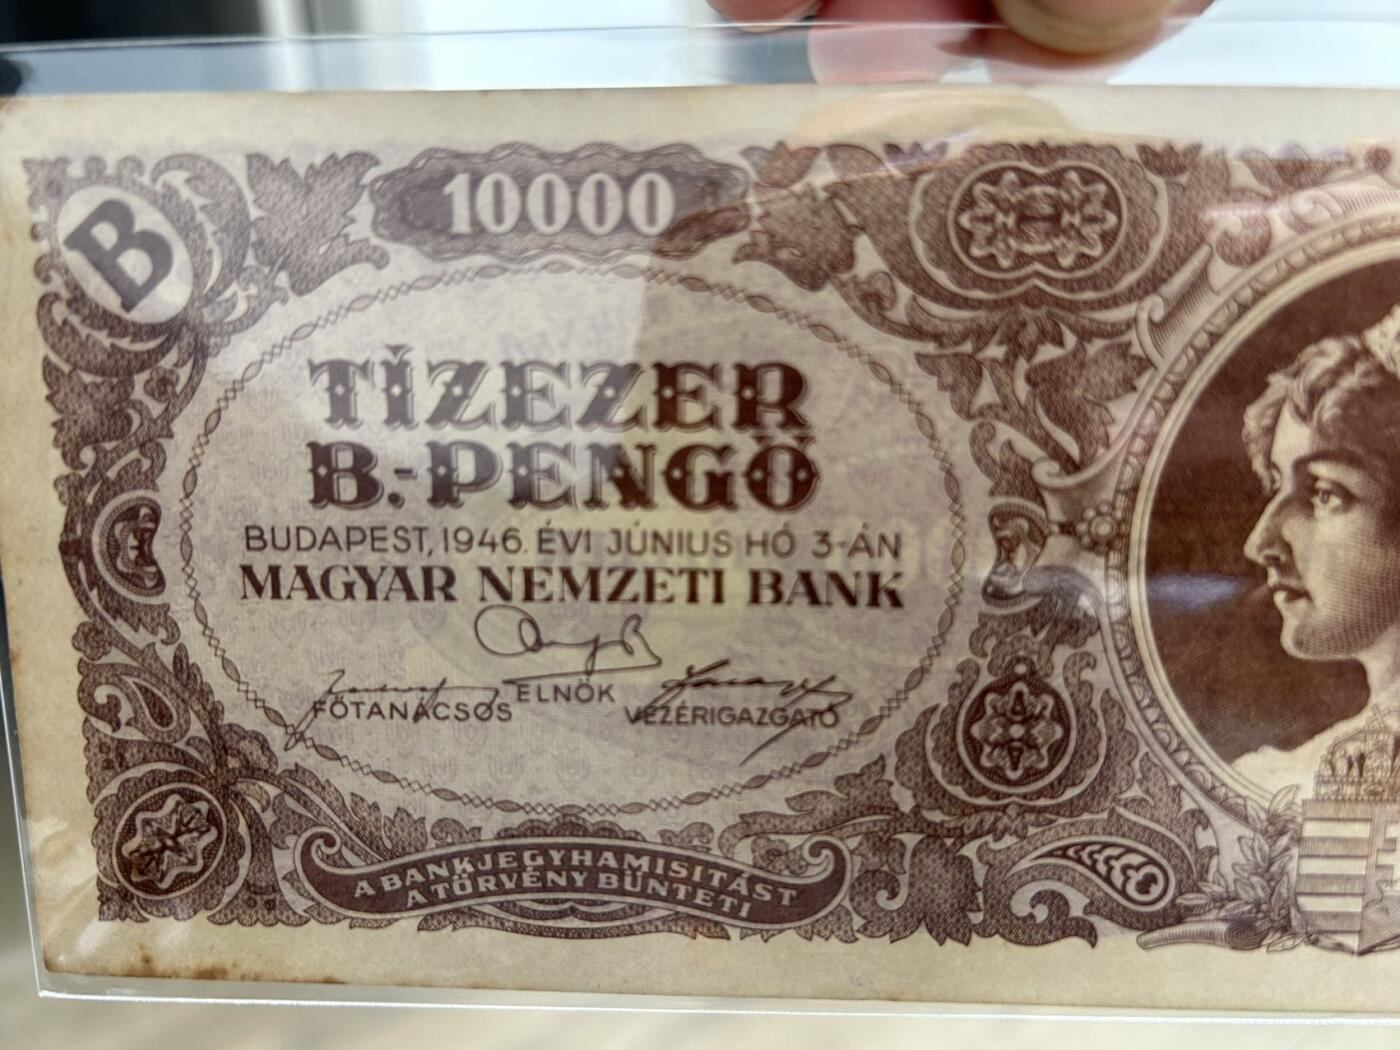 B
10000
TÍZEZER
B.-PENGŐ
BUDAPEST, 1946. ÉVI JÚNIUS HÓ 3-ÁN
MAGYAR NEMZETI BANK
FŐTANÁCSOS
ELNÖK
VEZÉRIGAZGATÓ
A BANKJEGYHAMISITÁST
A TÖRVÉNY BÜNTETI